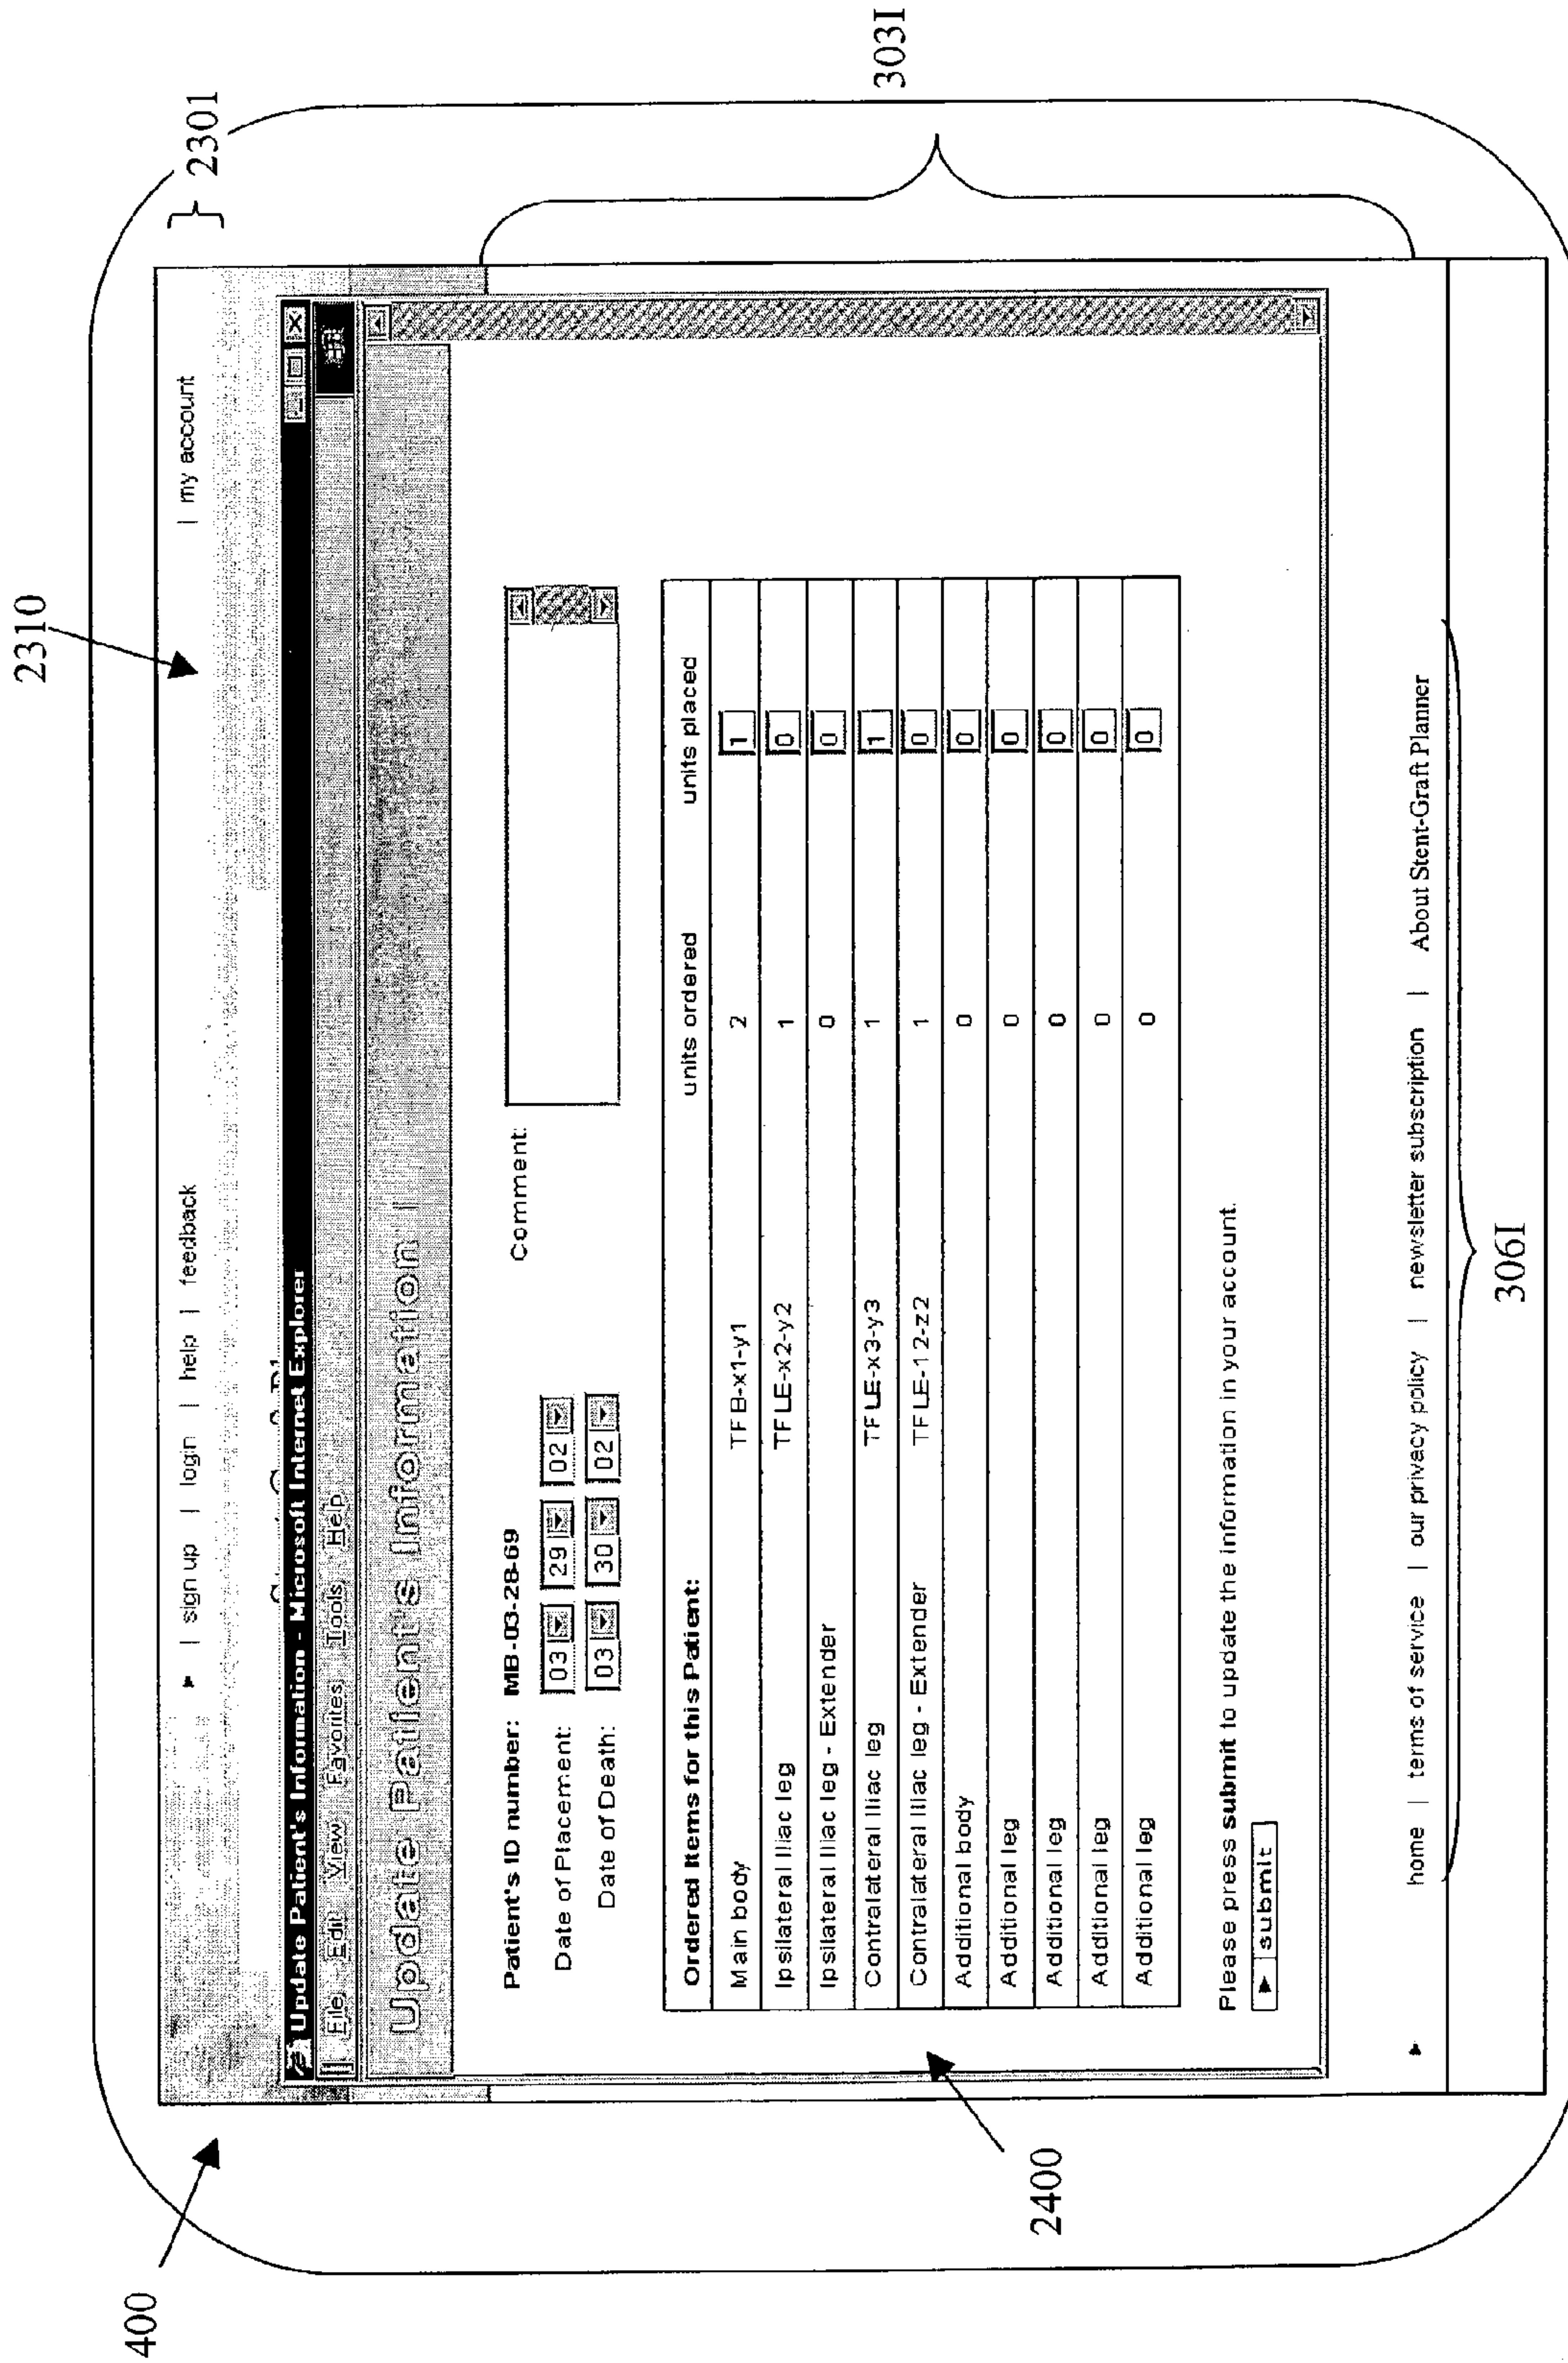 400
2310
2301
► | sign up | login | help | feedback | my account
Update Patient's Information - Microsoft Internet Explorer
File Edit View Favorites Tools Help
Update Patient's Information |
Patient's ID number: MB-03-28-69
Comment:
Date of Placement: 03 29 02
Date of Death: 03 30 02
Ordered Items for this Patient: units ordered units placed
Main body TFB-x1-y1 2 1
Ipsilateral Iliac leg TFLE-x2-y2 1 0
Ipsilateral Iliac leg - Extender 0 0
Contralateral Iliac leg TFLE-x3-y3 1 1
Contralateral Iliac leg - Extender TFLE-12-z2 1 0
Additional body 0 0
Additional leg 0 0
Additional leg 0 0
Additional leg 0 0
Additional leg 0 0
Please press submit to update the information in your account.
► submit
303I
2400
► home | terms of service | our privacy policy | newsletter subscription | About Stent-Graft Planner
306I